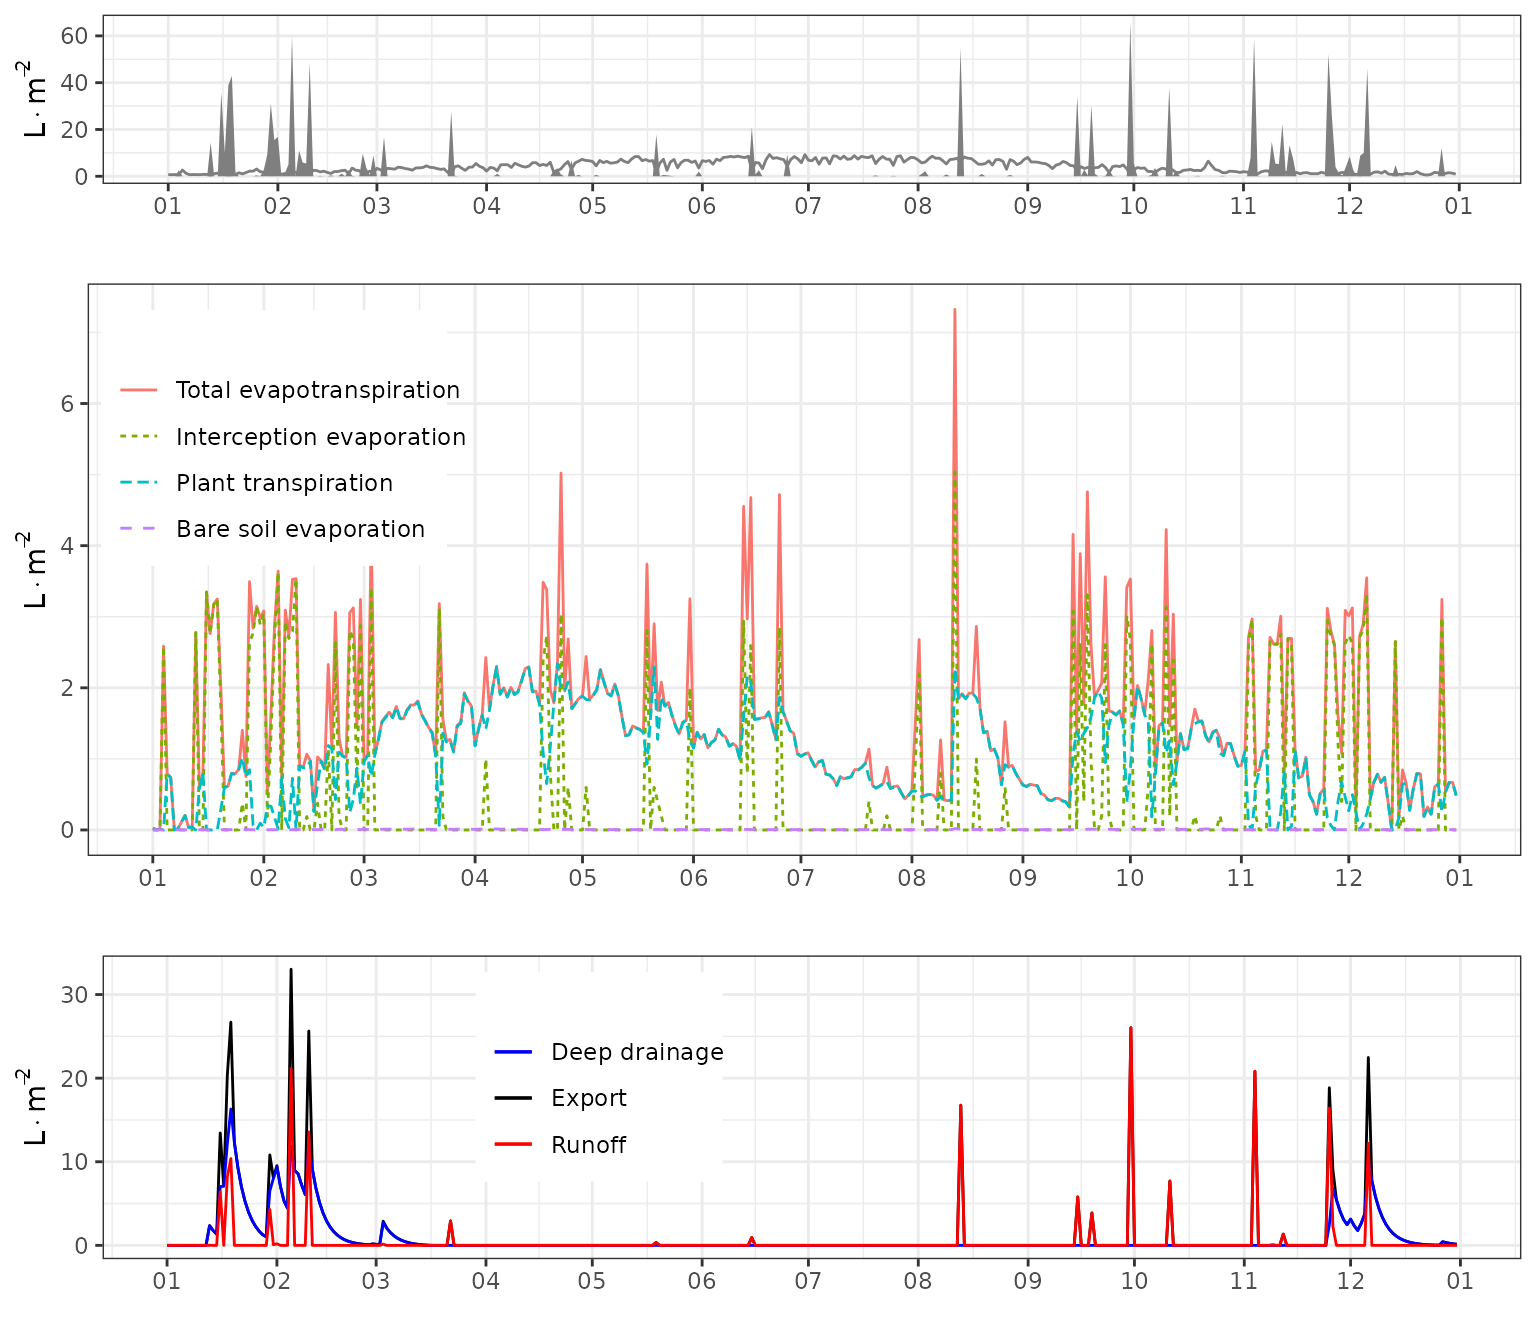 60
40
20
0
L · m⁻²
01 02 03 04 05 06 07 08 09 10 11 12 01
6
4
2
0
L · m⁻²
Total evapotranspiration
Interception evaporation
Plant transpiration
Bare soil evaporation
01 02 03 04 05 06 07 08 09 10 11 12 01
30
20
10
0
L · m⁻²
Deep drainage
Export
Runoff
01 02 03 04 05 06 07 08 09 10 11 12 01